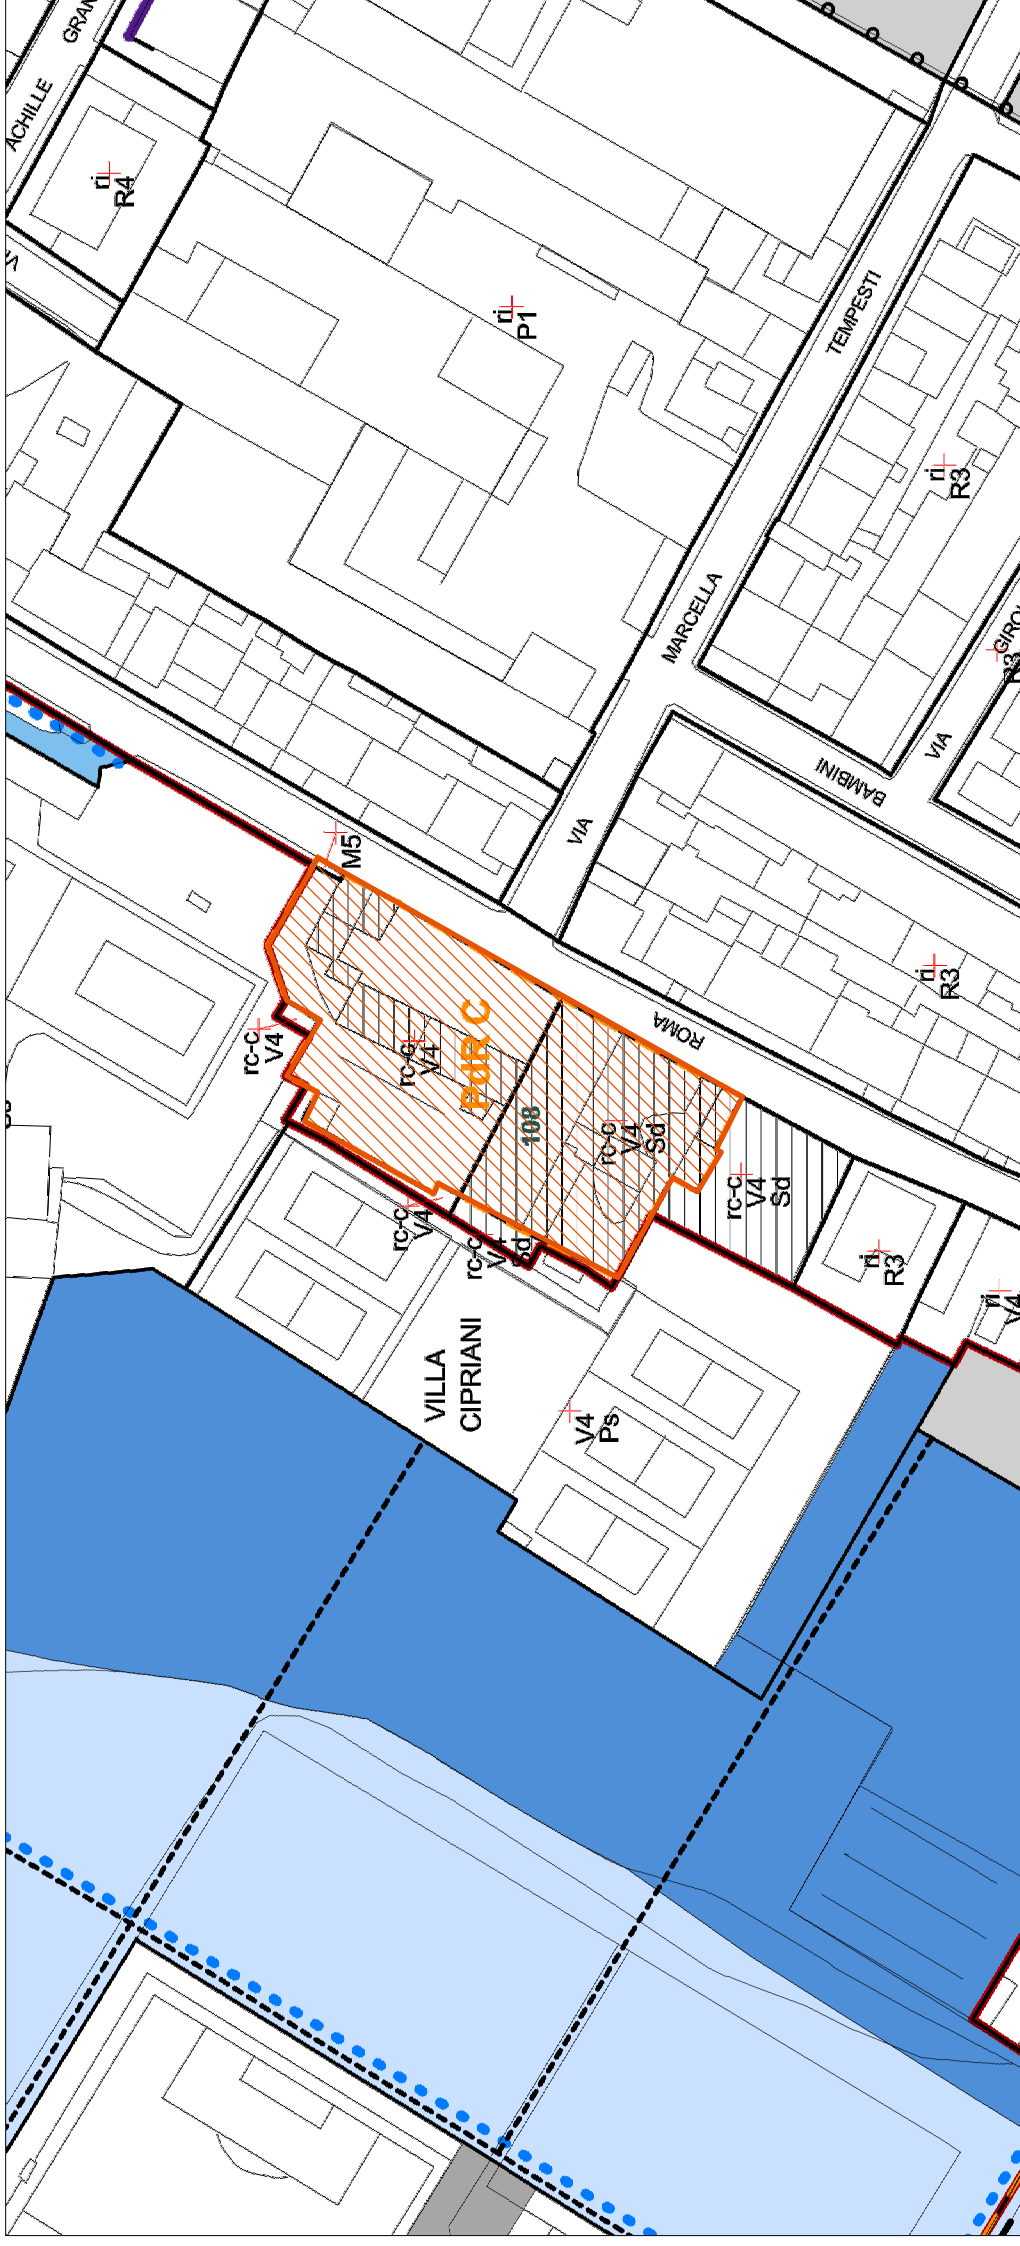 GRAN
ACHILLE
ri
R4
ri
P1
TEMPESTI
ri
R3
MARCELLA
VIA
BAMBINI
VIA
GIROL
R3
M5
rc-c
V4
rc-c
V4
PdR C
108
rc-c
V4
Sd
ROMA
ri
R3
rc-c
V4
rc-c
V4
Sd
rc-c
V4
Sd
ri
R3
ri
V4
VILLA
CIPRIANI
V4
Ps